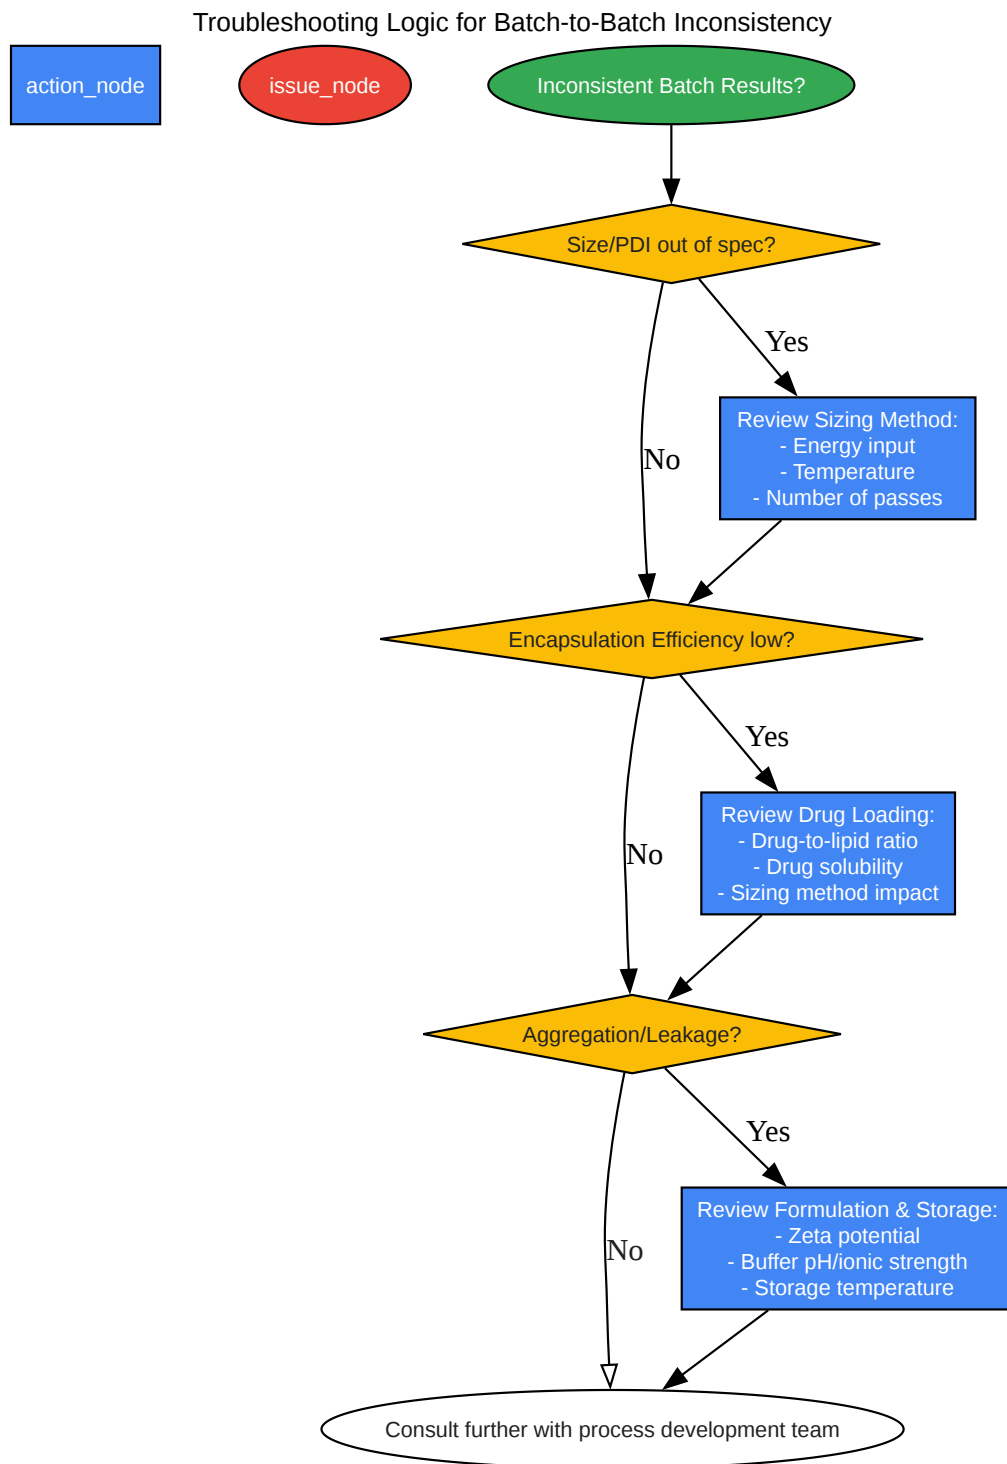 Troubleshooting Logic for Batch-to-Batch Inconsistency
action_node
issue_node
Inconsistent Batch Results?
Size/PDI out of spec?
Yes
Review Sizing Method:
- Energy input
- Temperature
- Number of passes
No
Encapsulation Efficiency low?
Yes
Review Drug Loading:
- Drug-to-lipid ratio
- Drug solubility
- Sizing method impact
No
Aggregation/Leakage?
Yes
Review Formulation & Storage:
- Zeta potential
- Buffer pH/ionic strength
- Storage temperature
No
Consult further with process development team